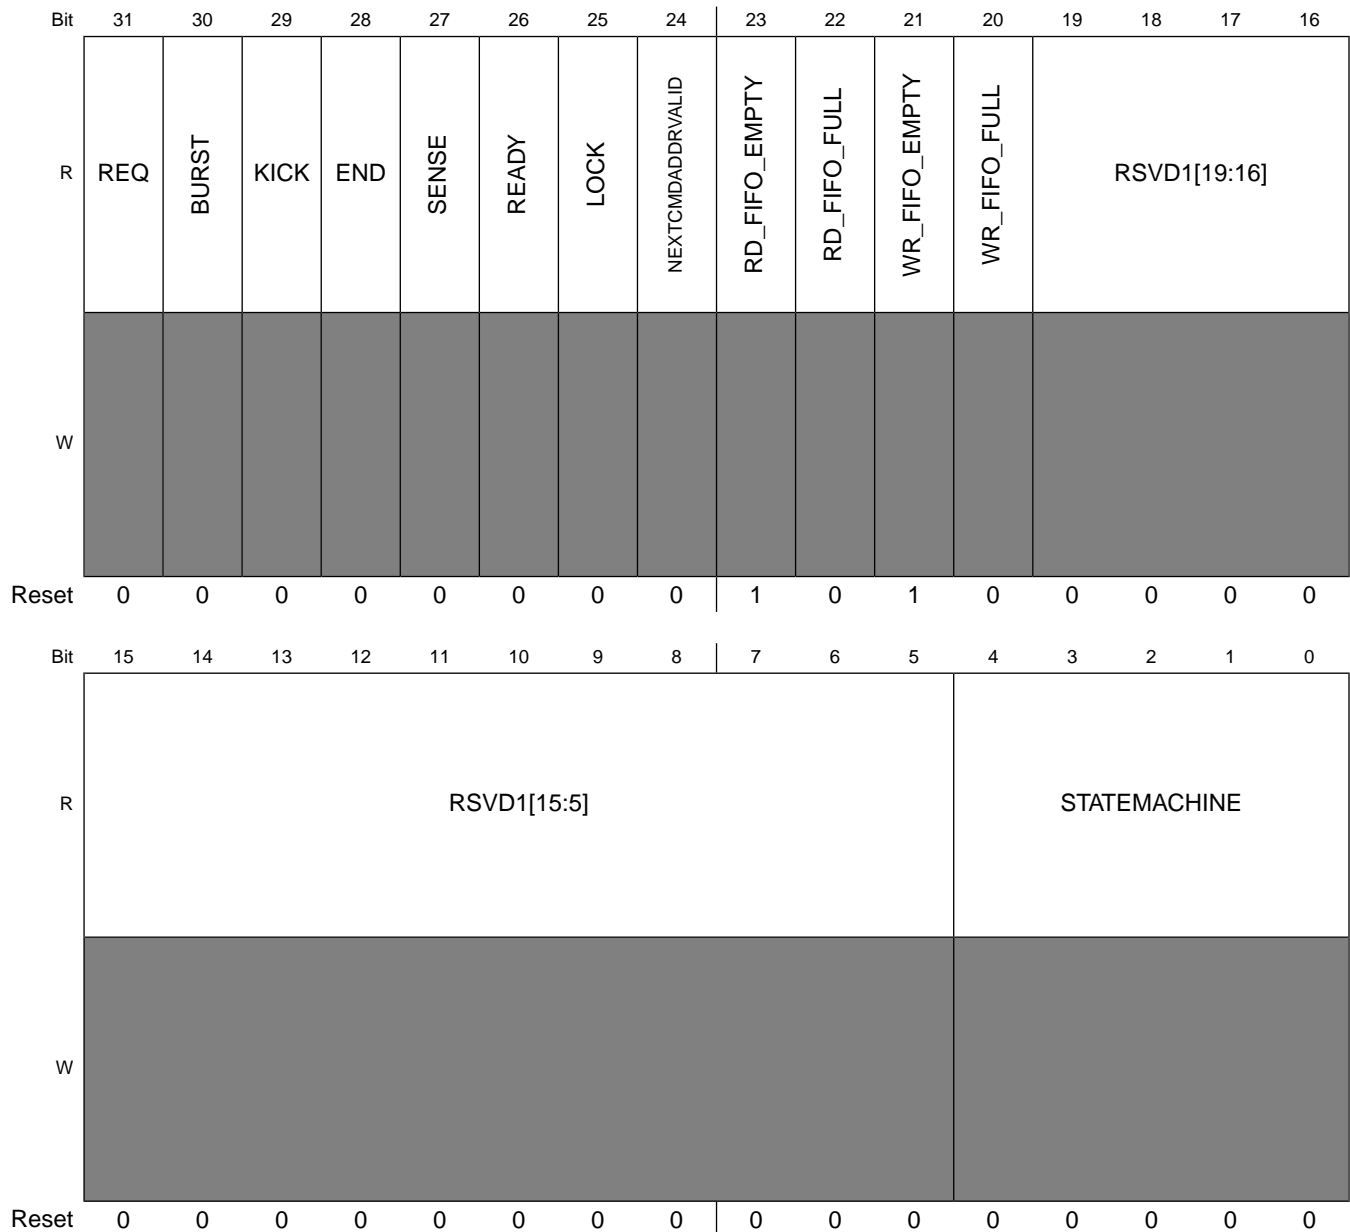 Bit 31 30 29 28 27 26 25 24 23 22 21 20 19 18 17 16
R REQ BURST KICK END SENSE READY LOCK NEXTCMDADDRVALID RD_FIFO_EMPTY RD_FIFO_FULL WR_FIFO_EMPTY WR_FIFO_FULL RSVD1[19:16]
W
Reset 0 0 0 0 0 0 0 0 1 0 1 0 0 0 0 0
Bit 15 14 13 12 11 10 9 8 7 6 5 4 3 2 1 0
R RSVD1[15:5] STATEMACHINE
W
Reset 0 0 0 0 0 0 0 0 0 0 0 0 0 0 0 0